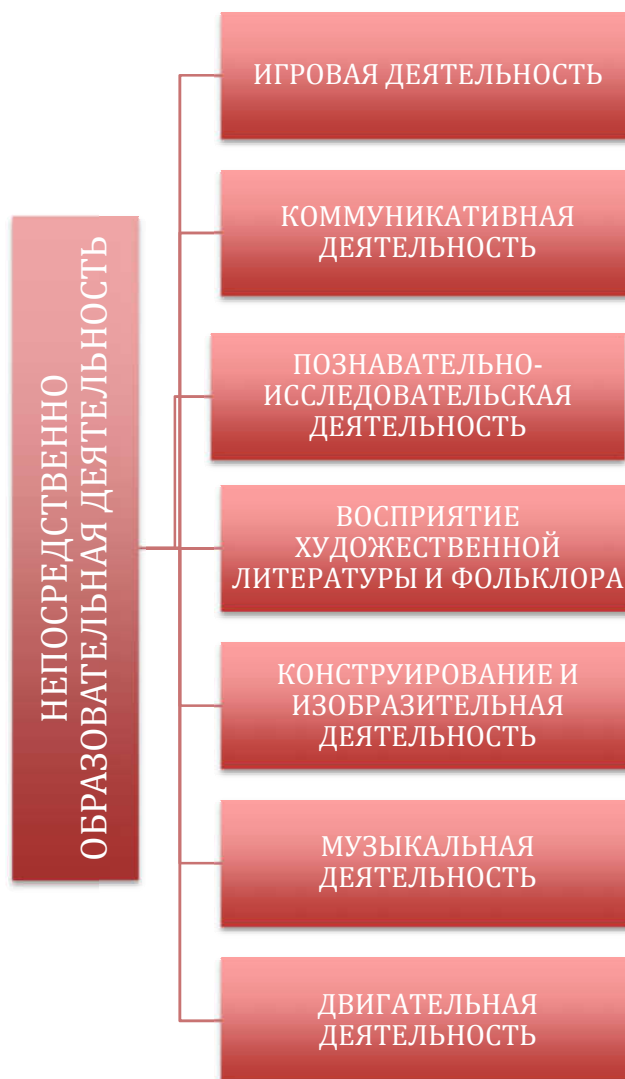 НЕПОСРЕДСТВЕННО
ОБРАЗОВАТЕЛЬНАЯ ДЕЯТЕЛЬНОСТЬ
ИГРОВАЯ ДЕЯТЕЛЬНОСТЬ
КОММУНИКАТИВНАЯ
ДЕЯТЕЛЬНОСТЬ
ПОЗНАВАТЕЛЬНО-
ИССЛЕДОВАТЕЛЬСКАЯ
ДЕЯТЕЛЬНОСТЬ
ВОСПРИЯТИЕ
ХУДОЖЕСТВЕННОЙ
ЛИТЕРАТУРЫ И ФОЛЬКЛОРА
КОНСТРУИРОВАНИЕ И
ИЗОБРАЗИТЕЛЬНАЯ
ДЕЯТЕЛЬНОСТЬ
МУЗЫКАЛЬНАЯ
ДЕЯТЕЛЬНОСТЬ
ДВИГАТЕЛЬНАЯ
ДЕЯТЕЛЬНОСТЬ